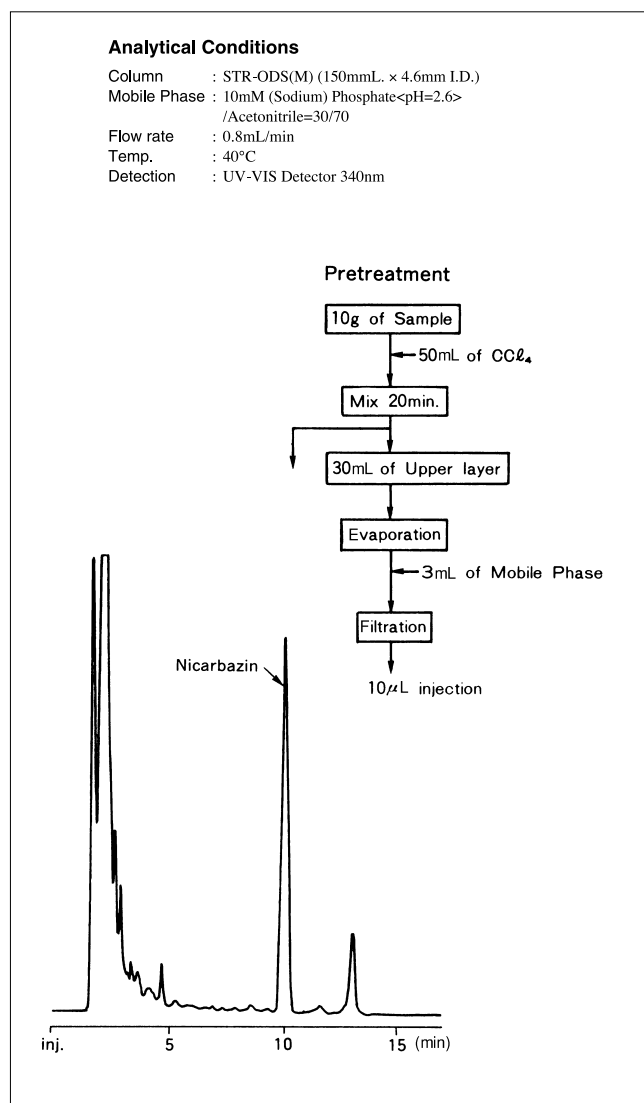 Analytical Conditions
Column : STR-ODS(M) (150mmL. × 4.6mm I.D.)
Mobile Phase : 10mM (Sodium) Phosphate<pH=2.6>
/Acetonitrile=30/70
Flow rate : 0.8mL/min
Temp. : 40°C
Detection : UV-VIS Detector 340nm
Pretreatment
10g of Sample
50mL of CCℓ₄
Mix 20min.
30mL of Upper layer
Evaporation
3mL of Mobile Phase
Filtration
10μL injection
Nicarbazin
inj. 5 10 15 (min)